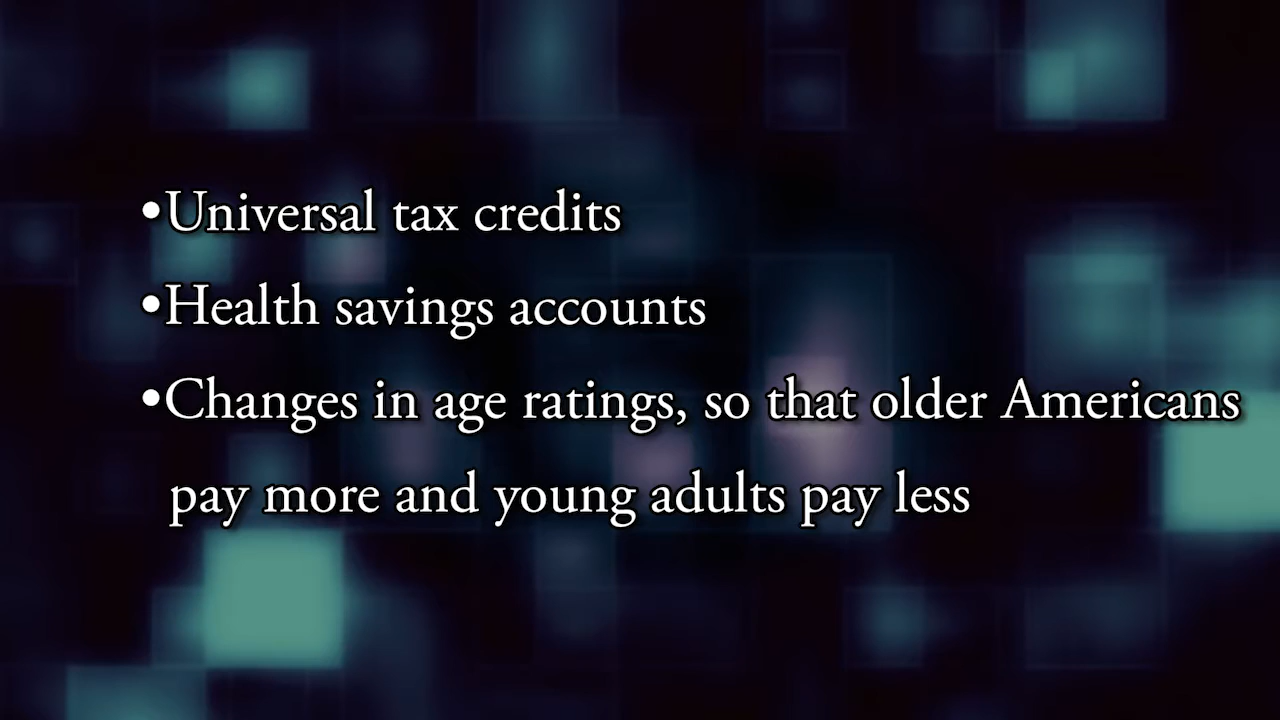 •Universal tax credits
•Health savings accounts
•Changes in age ratings, so that older Americans
pay more and young adults pay less